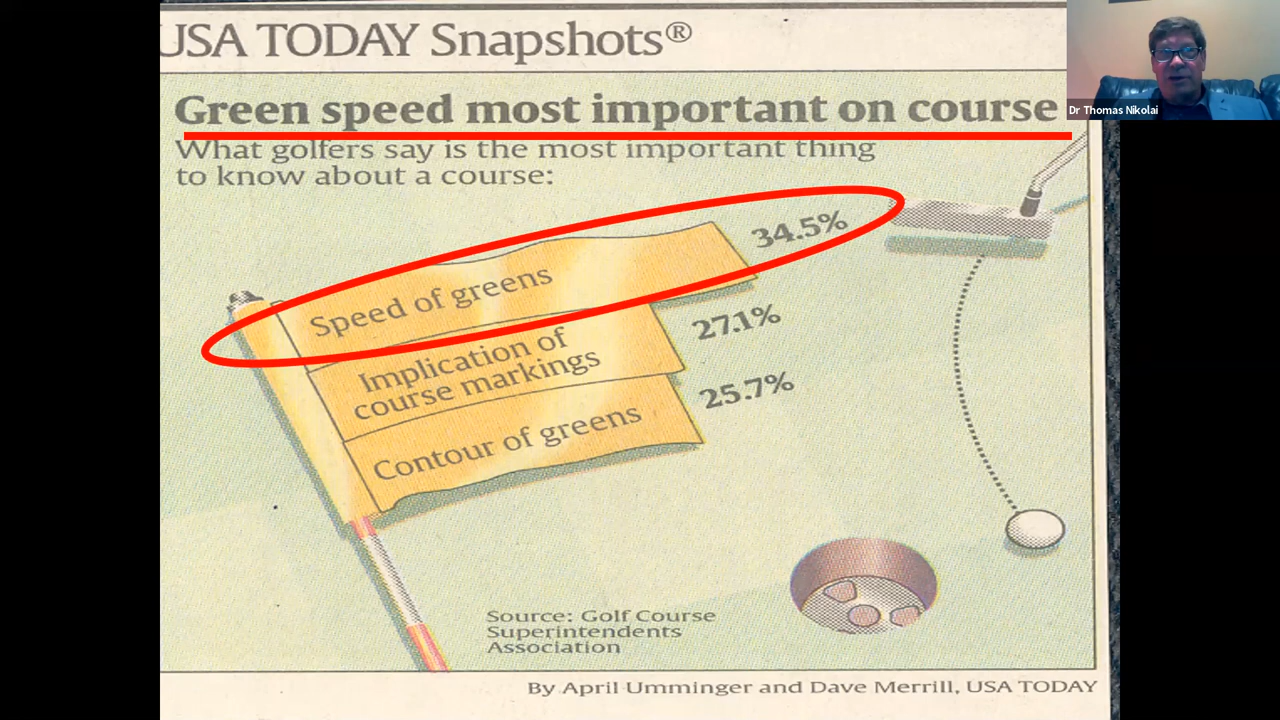 USA TODAY Snapshots®
Dr Thomas Nikolai
Green speed most important on course
What golfers say is the most important thing
to know about a course:
Speed of greens
34.5%
Implication of
course markings
27.1%
Contour of greens
25.7%
Source: Golf Course
Superintendents
Association
By April Umminger and Dave Merrill, USA TODAY